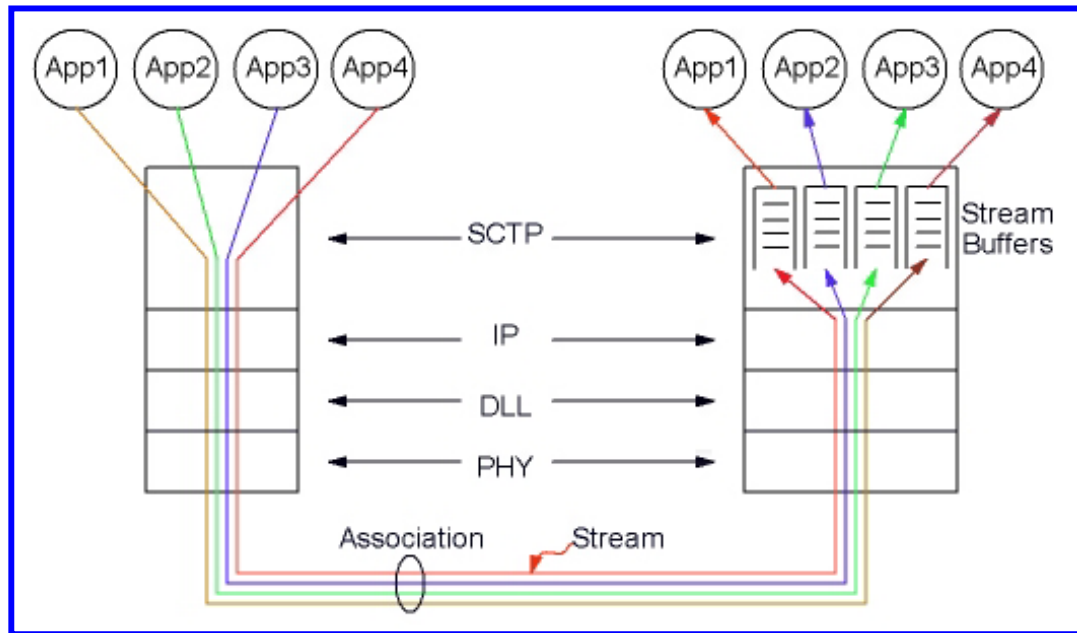 App1 App2 App3 App4 App1 App2 App3 App4
SCTP
Stream
Buffers
IP
DLL
PHY
Association Stream